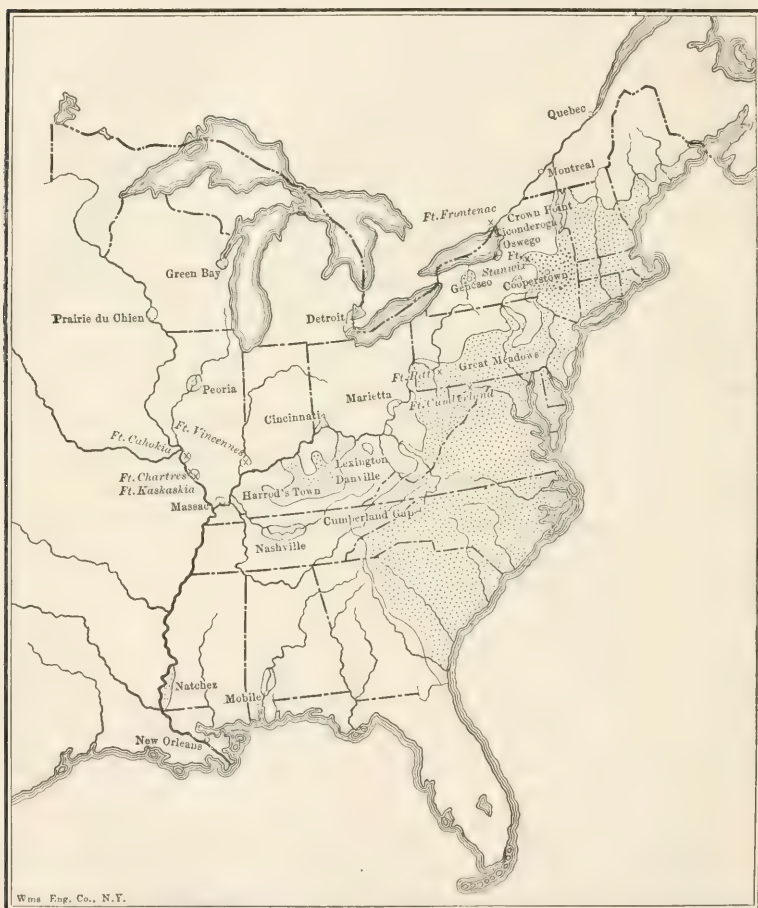 Quebec
Montreal
Ft. Frontenac
Crown Point
Ticonderoga
Oswego
Ft.
Stanwix
Geneseo
Cooperstown
Green Bay
Prairie du Chien
Detroit
Great Meadows
Ft. Pitt
Peoria
Marietta
Ft. Cumberland
Cincinnati
Ft. Vincennes
Ft. Cahokia
Lexington
Ft. Chartres
Danville
Ft. Kaskaskia
Harrod's Town
Massac
Cumberland Gap
Nashville
Natchez
Mobile
New Orleans
Wms Eng. Co., N.Y.